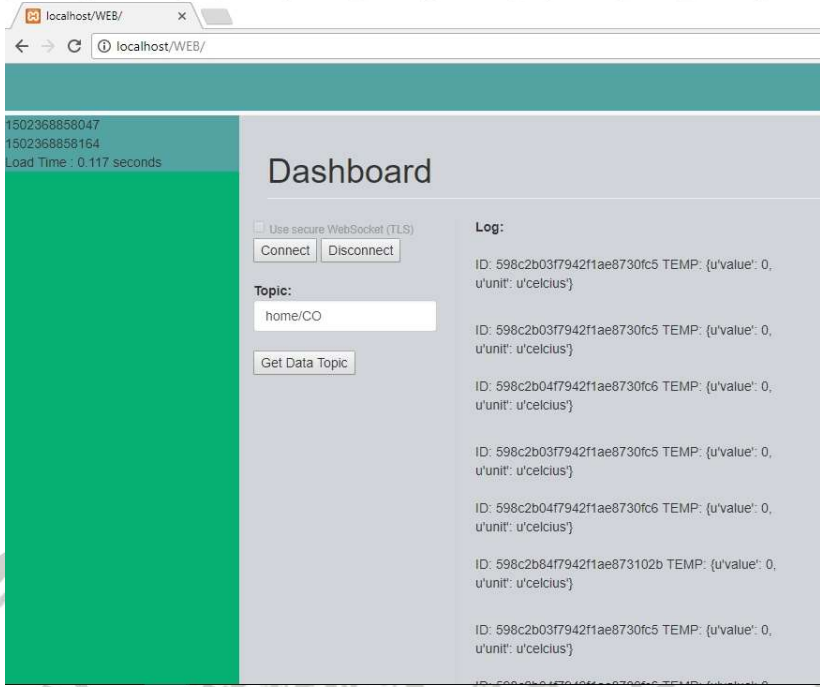 localhost/WEB/
localhost/WEB/
1502368858047
1502368858164
Load Time : 0.117 seconds
Dashboard
Use secure WebSocket (TLS)
Connect Disconnect
Topic:
home/CO
Get Data Topic
Log:
ID: 598c2b03f7942f1ae8730fc5 TEMP: {u'value': 0,
u'unit': u'celcius'}
ID: 598c2b03f7942f1ae8730fc5 TEMP: {u'value': 0,
u'unit': u'celcius'}
ID: 598c2b04f7942f1ae8730fc6 TEMP: {u'value': 0,
u'unit': u'celcius'}
ID: 598c2b03f7942f1ae8730fc5 TEMP: {u'value': 0,
u'unit': u'celcius'}
ID: 598c2b04f7942f1ae8730fc6 TEMP: {u'value': 0,
u'unit': u'celcius'}
ID: 598c2b84f7942f1ae873102b TEMP: {u'value': 0,
u'unit': u'celcius'}
ID: 598c2b03f7942f1ae8730fc5 TEMP: {u'value': 0,
u'unit': u'celcius'}